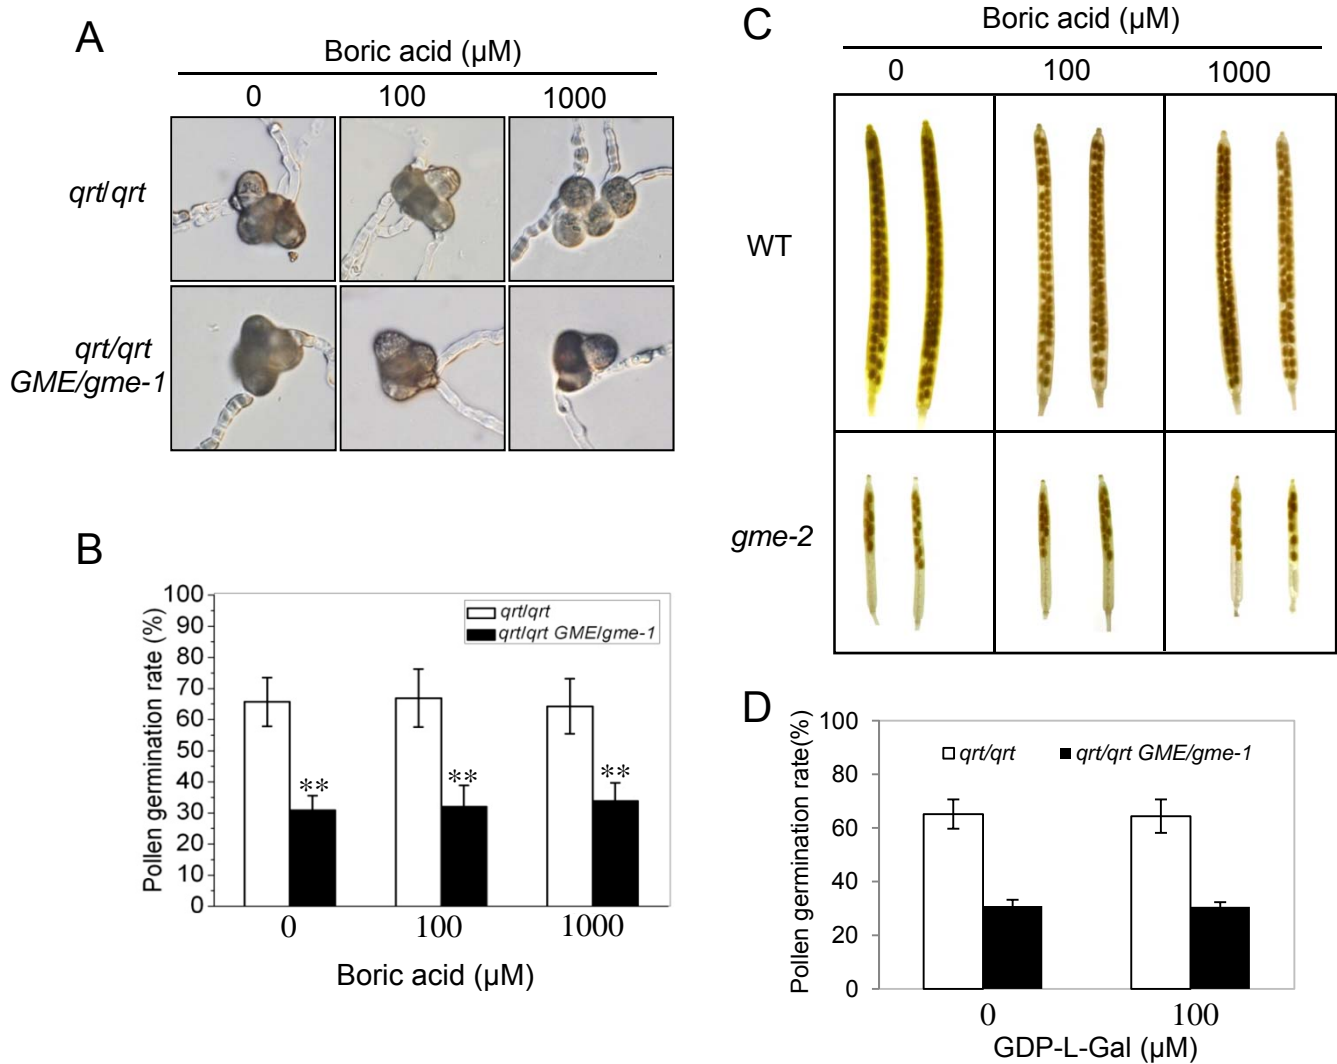 A
Boric acid (µM)
0 100 1000
qrt/qrt
qrt/qrt
GME/gme-1
B
Pollen germination rate (%)
100
90
80
70
60
50
40
30
20
10
0
qrt/qrt
qrt/qrt GME/gme-1
** ** **
0 100 1000
Boric acid (µM)
C
Boric acid (µM)
0 100 1000
WT
gme-2
D
Pollen germination rate(%)
100
80
60
40
20
0
qrt/qrt qrt/qrt GME/gme-1
0 100
GDP-L-Gal (µM)